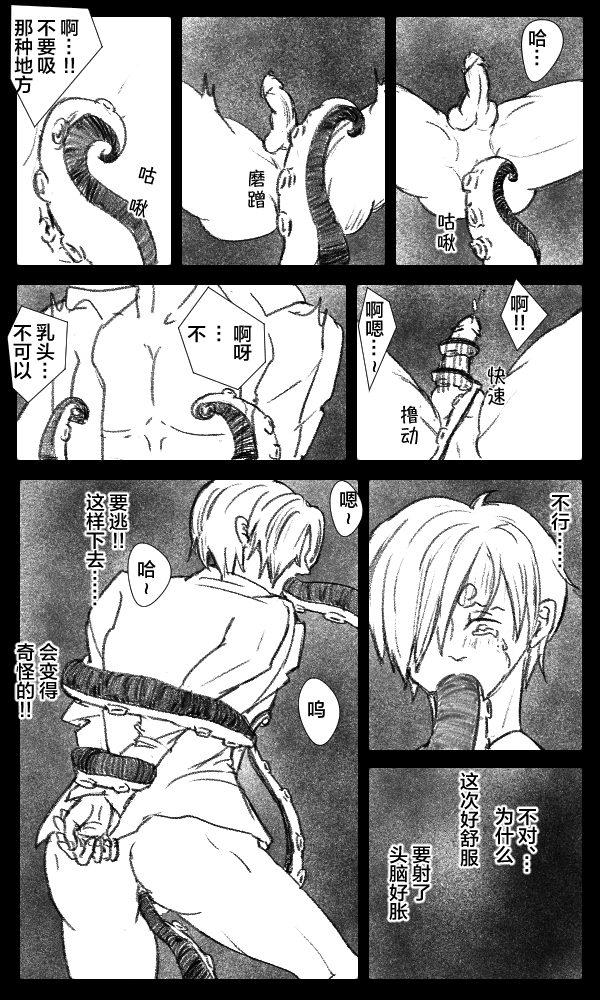 哈…
咕
啾
磨
蹭
啊…!!
不要吸
那种地方
咕
啾
啊!!
啊嗯…~
快速
撸动
啊呀
…
不
乳头…
不可以
不行……
嗯~
哈~
呜
要逃!!
这样下去……
会变得
奇怪的!!
不对、…
为什么
这次好舒服
要射了
头脑好胀